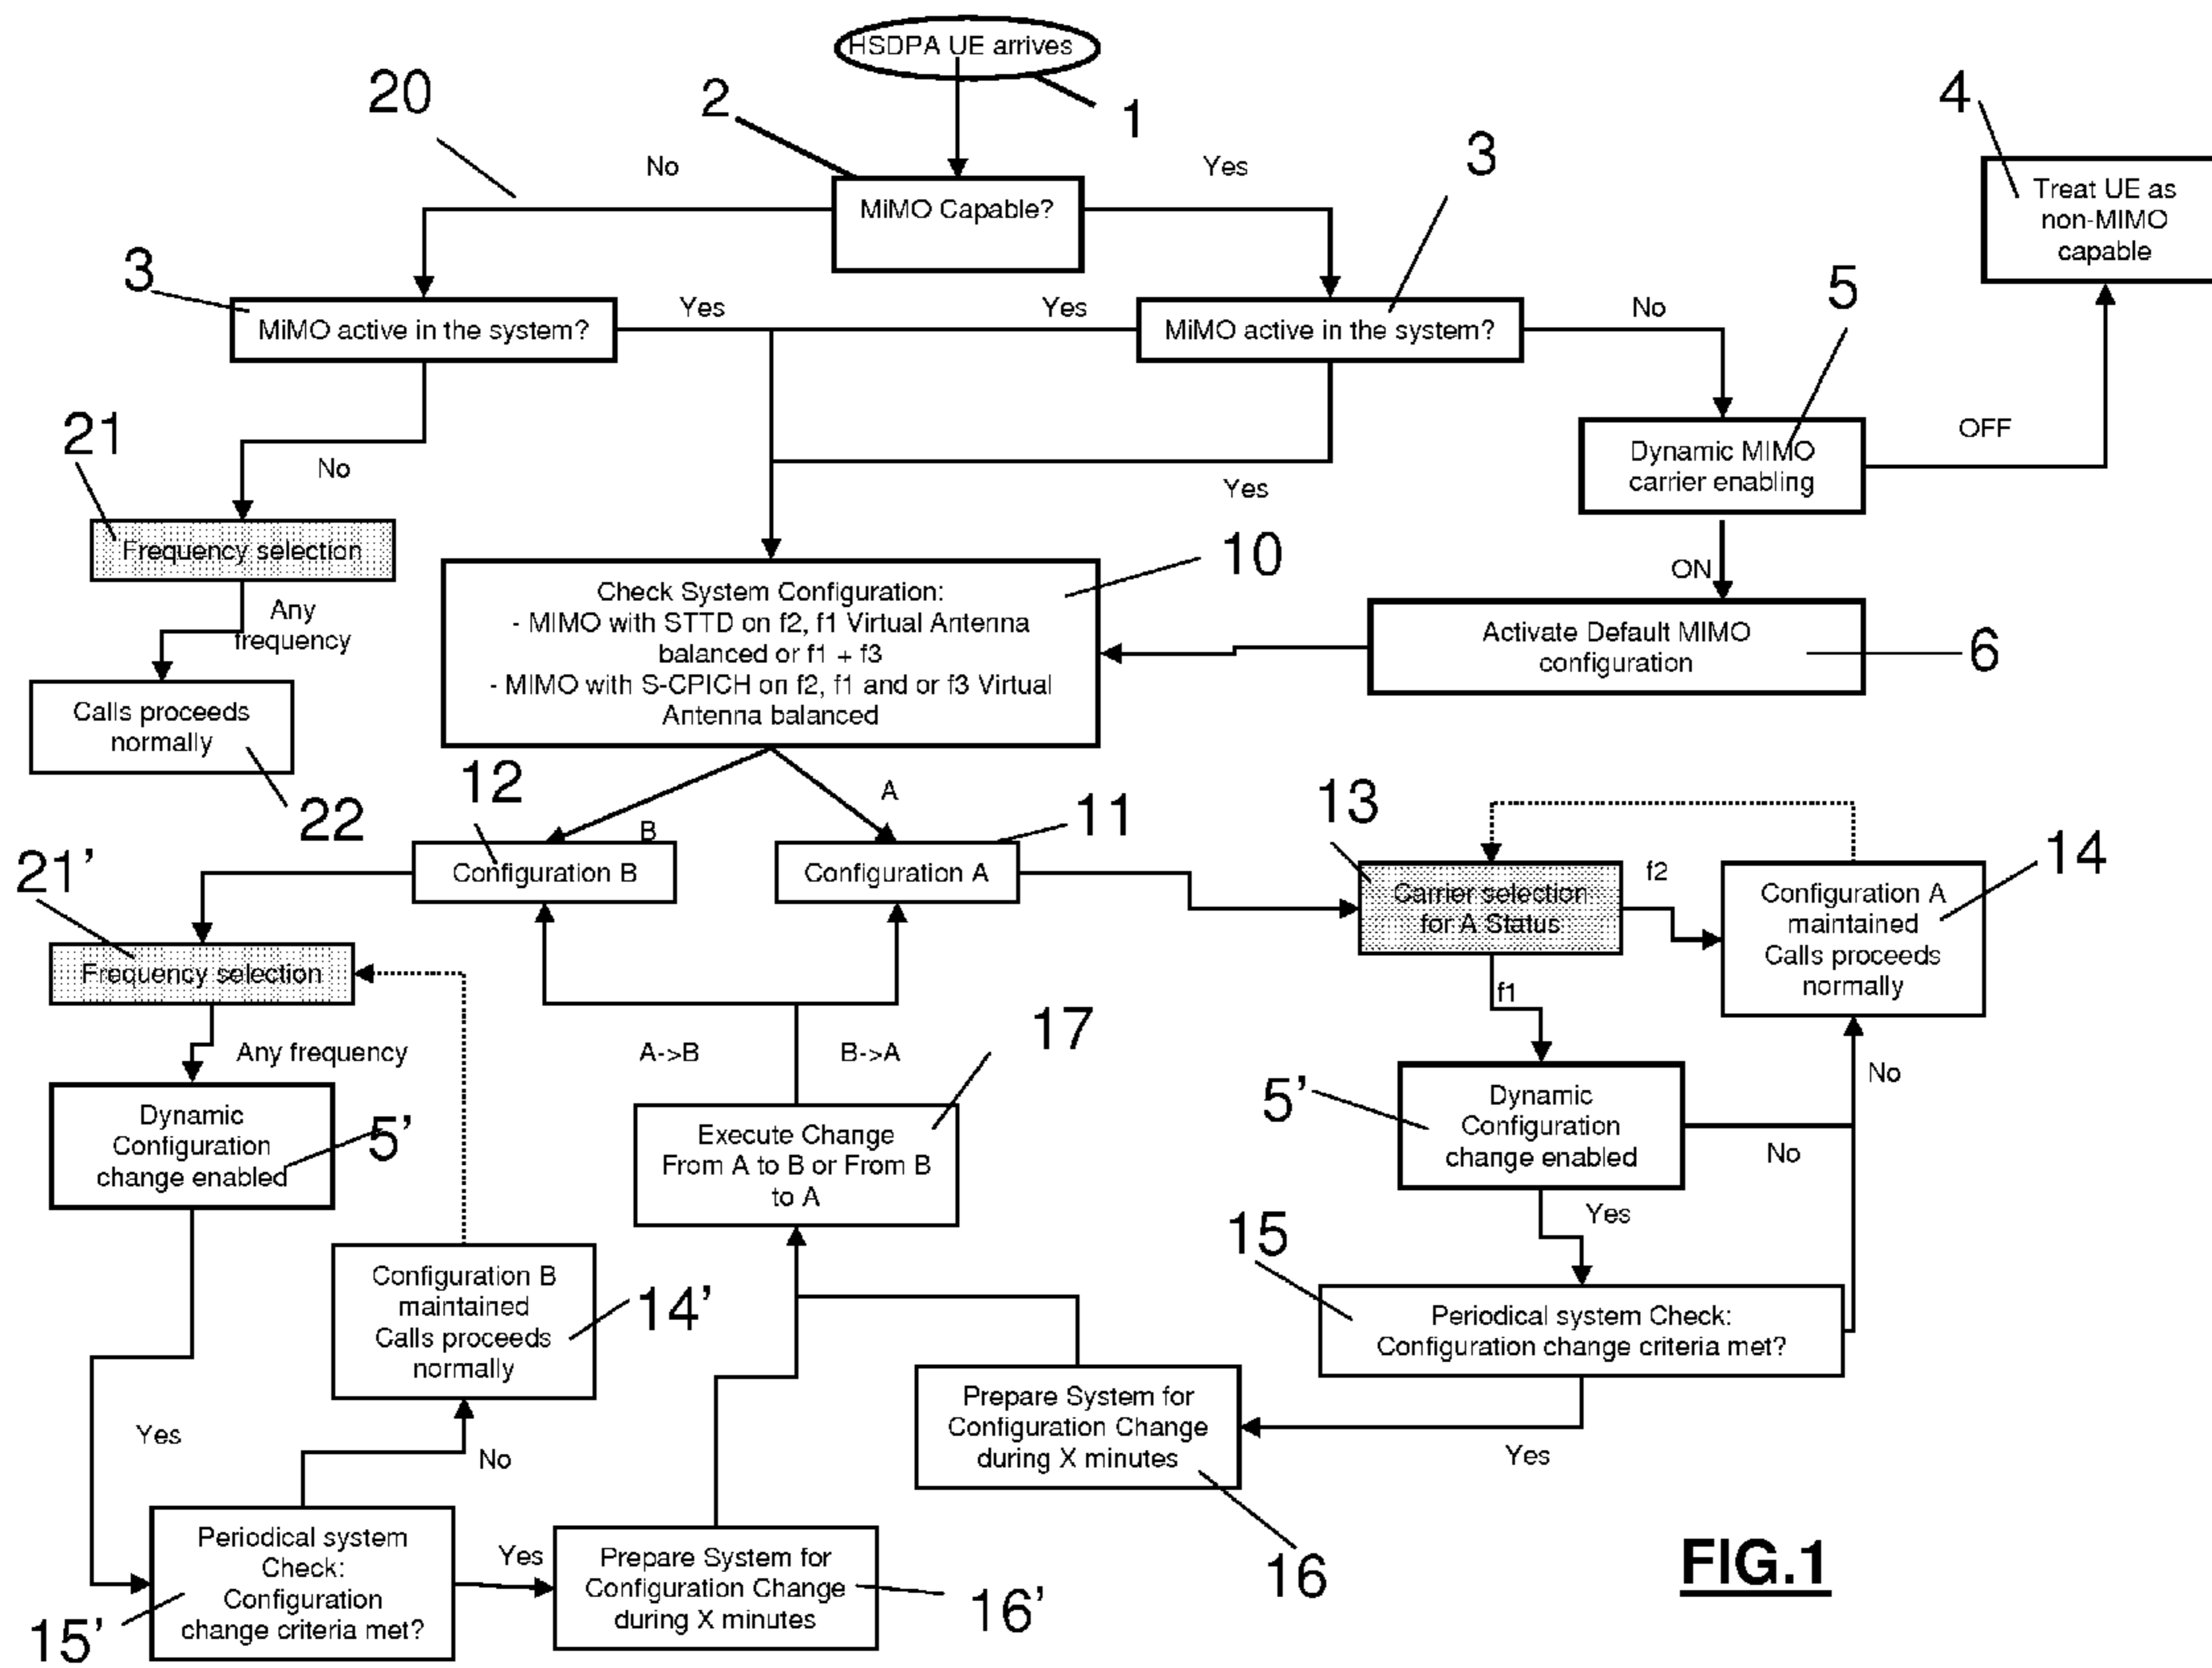 HSDPA UE arrives
1
20
2
No
Yes
3
4
MiMO Capable?
Treat UE as
non-MIMO
capable
3
5
MiMO active in the system?
Yes
Yes
MiMO active in the system?
No
21
No
OFF
Dynamic MIMO
carrier enabling
Yes
Frequency selection
10
ON
Any
frequency
Check System Configuration:
- MIMO with STTD on f2, f1 Virtual Antenna
balanced or f1 + f3
- MIMO with S-CPICH on f2, f1 and or f3 Virtual
Antenna balanced
Activate Default MIMO
configuration
6
Calls proceeds
normally
22
12
A
B
11
13
14
21’
Configuration B
Configuration A
Carrier selection
for A Status
f2
Configuration A
maintained
Calls proceeds
normally
Frequency selection
f1
17
Any frequency
A->B
B->A
No
Dynamic
Configuration
change enabled
5’
Execute Change
From A to B or From B
to A
5’
Dynamic
Configuration
change enabled
No
Yes
15
Configuration B
maintained
Calls proceeds
normally
14’
Periodical system Check:
Configuration change criteria met?
Prepare System for
Configuration Change
during X minutes
Yes
Yes
No
16
Periodical system
Check:
Configuration
change criteria met?
15’
Yes
Prepare System for
Configuration Change
during X minutes
16’
FIG.1